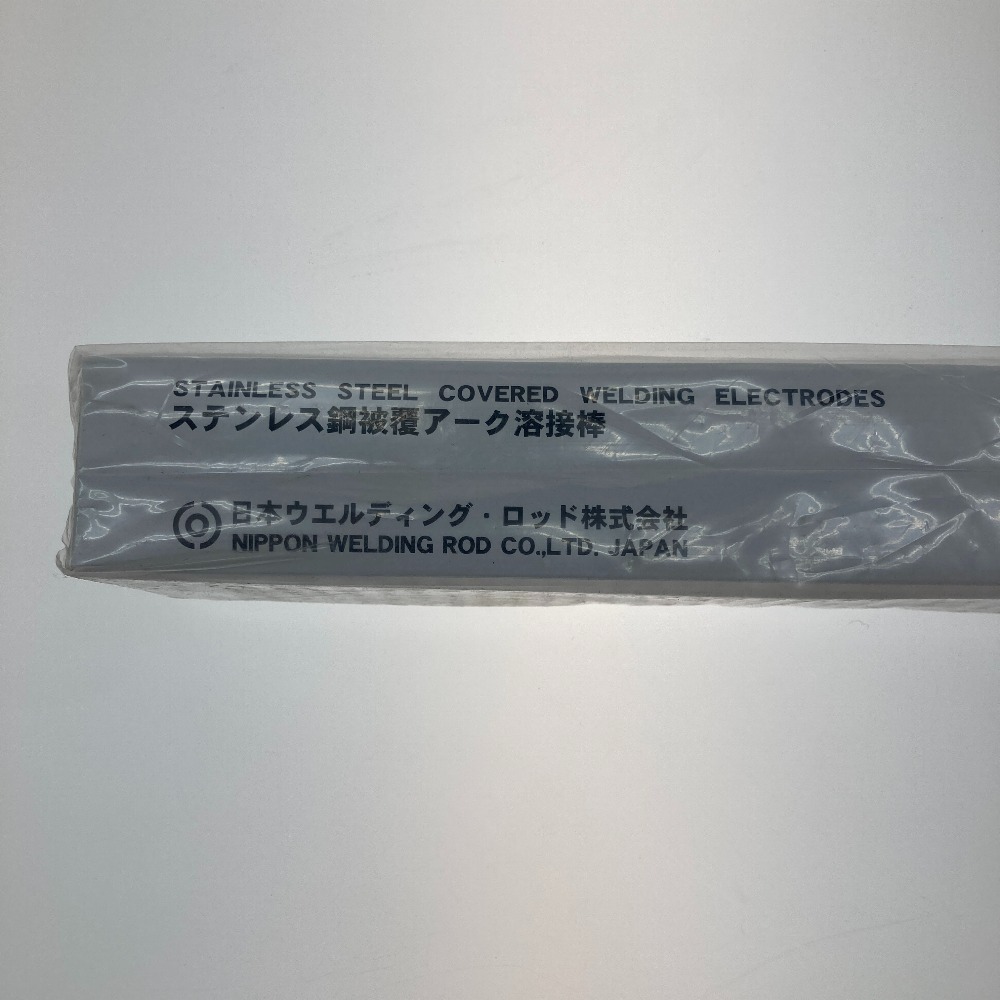 STAINLESS STEEL COVERED WELDING ELECTRODES
ステンレス鋼被覆アーク溶接棒
日本ウエルディング・ロッド株式会社
NIPPON WELDING ROD CO.,LTD. JAPAN